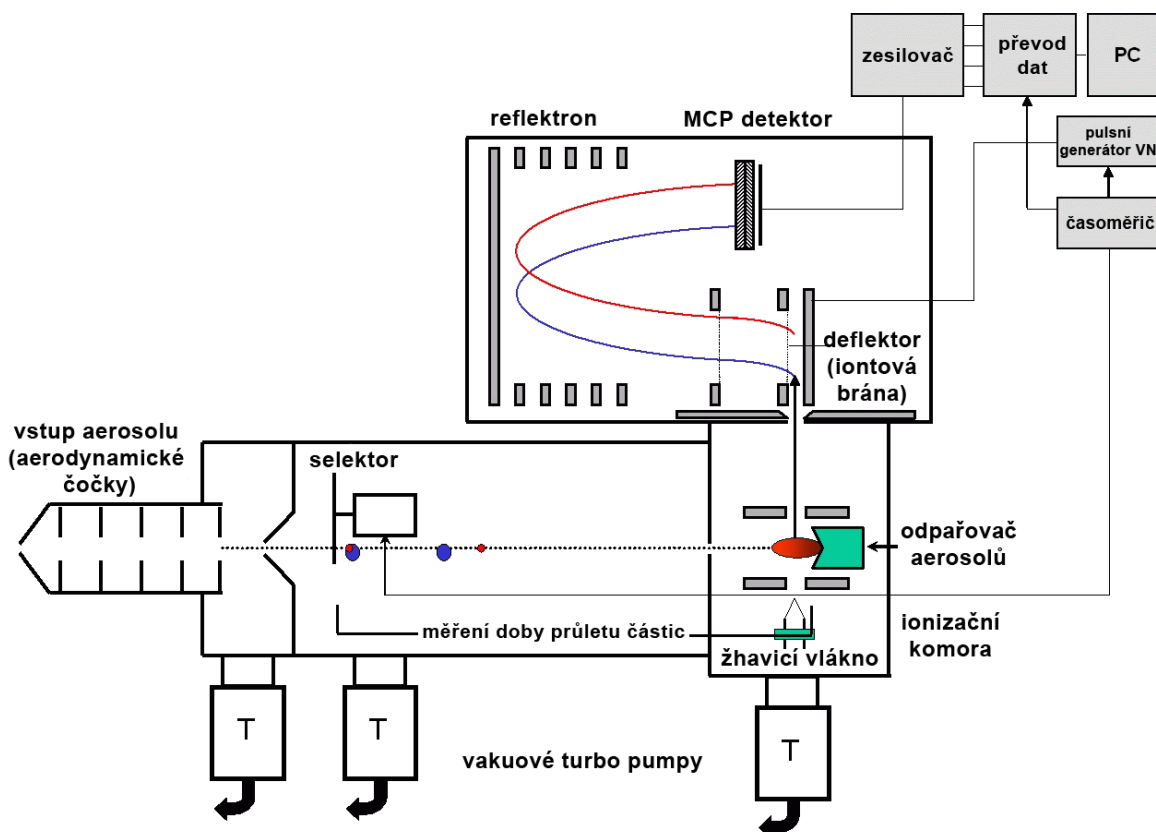 zesilovač
převod
dat
PC
reflektron
MCP detektor
pulsní
generátor VN
časoměřič
deflektor
(iontová
brána)
vstup aerosolu
(aerodynamické
čočky)
selektor
odpařovač
aerosolů
měření doby průletu částic
ionizační
komora
žhavicí vlákno
T
T
T
vakuové turbo pumpy